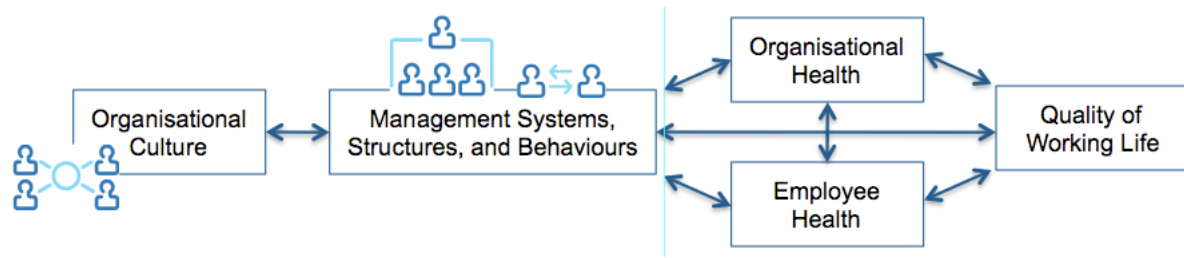 Organisational
Culture
Management Systems,
Structures, and Behaviours
Organisational
Health
Employee
Health
Quality of
Working Life